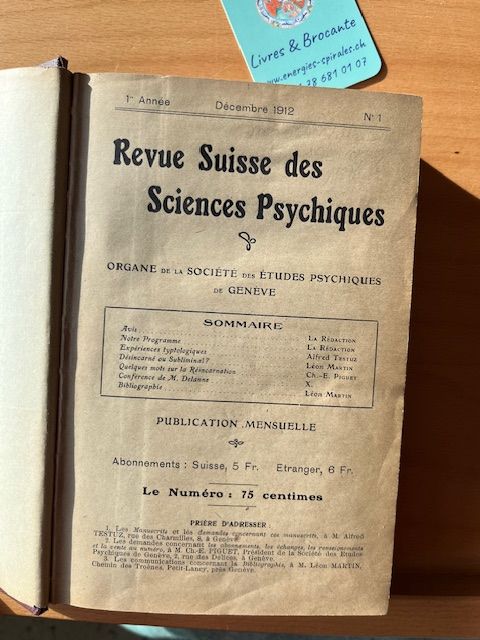 Livres & Brocante
www.energies-spirales.ch
78 681 01 07
1re Année Décembre 1912 No 1
Revue Suisse des
Sciences Psychiques
ORGANE DE LA SOCIÉTÉ DES ÉTUDES PSYCHIQUES
DE GENÈVE
SOMMAIRE
Avis LA RÉDACTION
Notre Programme LA RÉDACTION
Expériences typtologiques Alfred TESTUZ
Désincarné ou Subliminal? Léon MARTIN
Quelques mots sur la Réincarnation CH.-E. PIGUET
Conférence de M. Delanne X.
Bibliographie LÉON MARTIN
PUBLICATION MENSUELLE
Abonnements : Suisse, 5 Fr. Etranger, 6 Fr.
Le Numéro : 75 centimes
PRIÈRE D'ADRESSER :
1. Les Manuscrits et les demandes concernant ces manuscrits, à M. Alfred
TESTUZ, rue des Charmilles, 8, à Genève.
2. Les demandes concernant les abonnements, les échanges, les renseignements
et la vente au numéro, à M. Ch.-E. PIGUET, Président de la Société des Etudes
Psychiques de Genève, 2, rue des Délices, à Genève.
3. Les communications concernant la Bibliographie, à M. Léon MARTIN,
Chemin des Troënes, Petit-Lancy, près Genève.